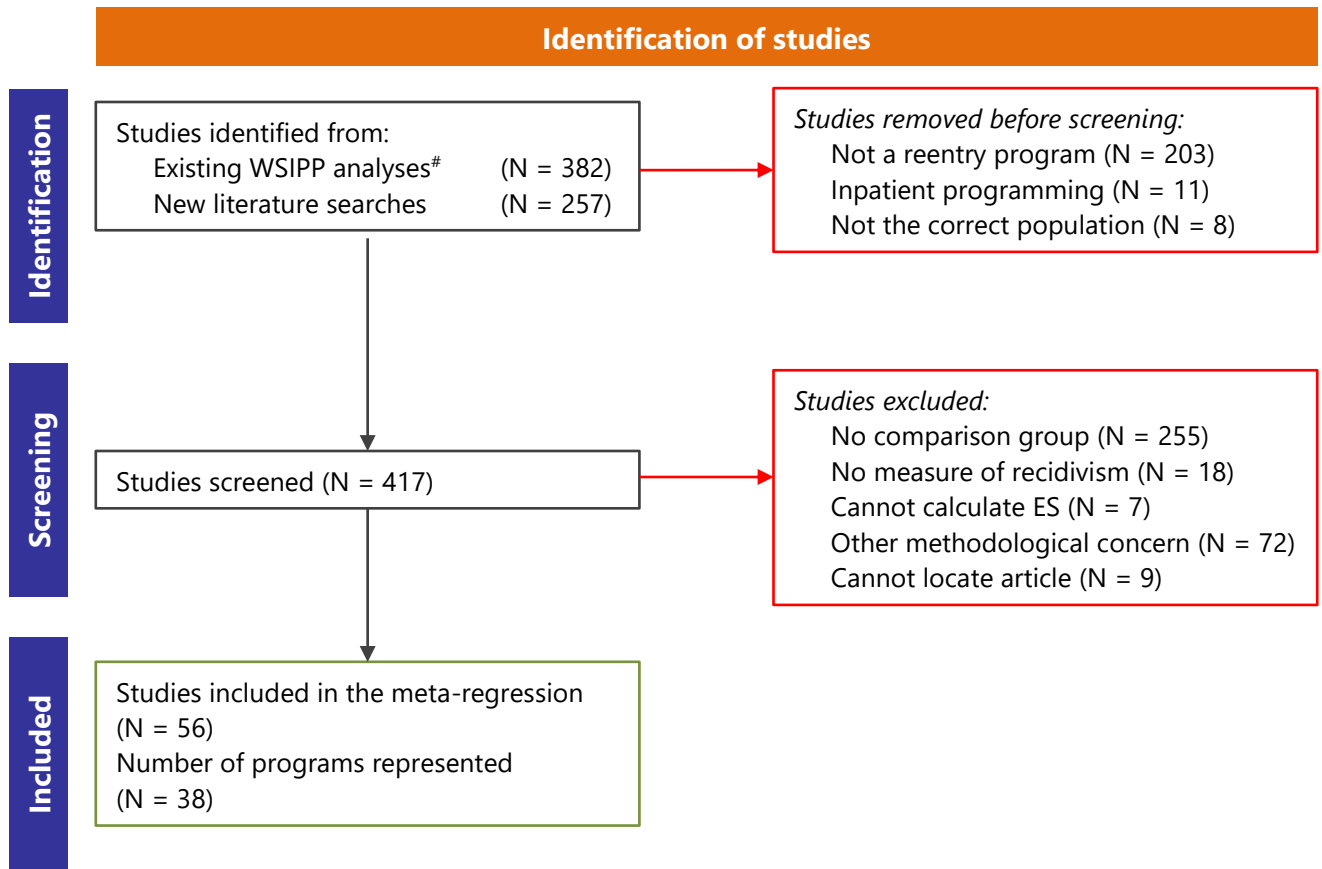 Identification of studies
Identification
Studies identified from:
Existing WSIPP analyses# (N = 382)
New literature searches (N = 257)
Studies removed before screening:
Not a reentry program (N = 203)
Inpatient programming (N = 11)
Not the correct population (N = 8)
Screening
Studies screened (N = 417)
Studies excluded:
No comparison group (N = 255)
No measure of recidivism (N = 18)
Cannot calculate ES (N = 7)
Other methodological concern (N = 72)
Cannot locate article (N = 9)
Included
Studies included in the meta-regression
(N = 56)
Number of programs represented
(N = 38)